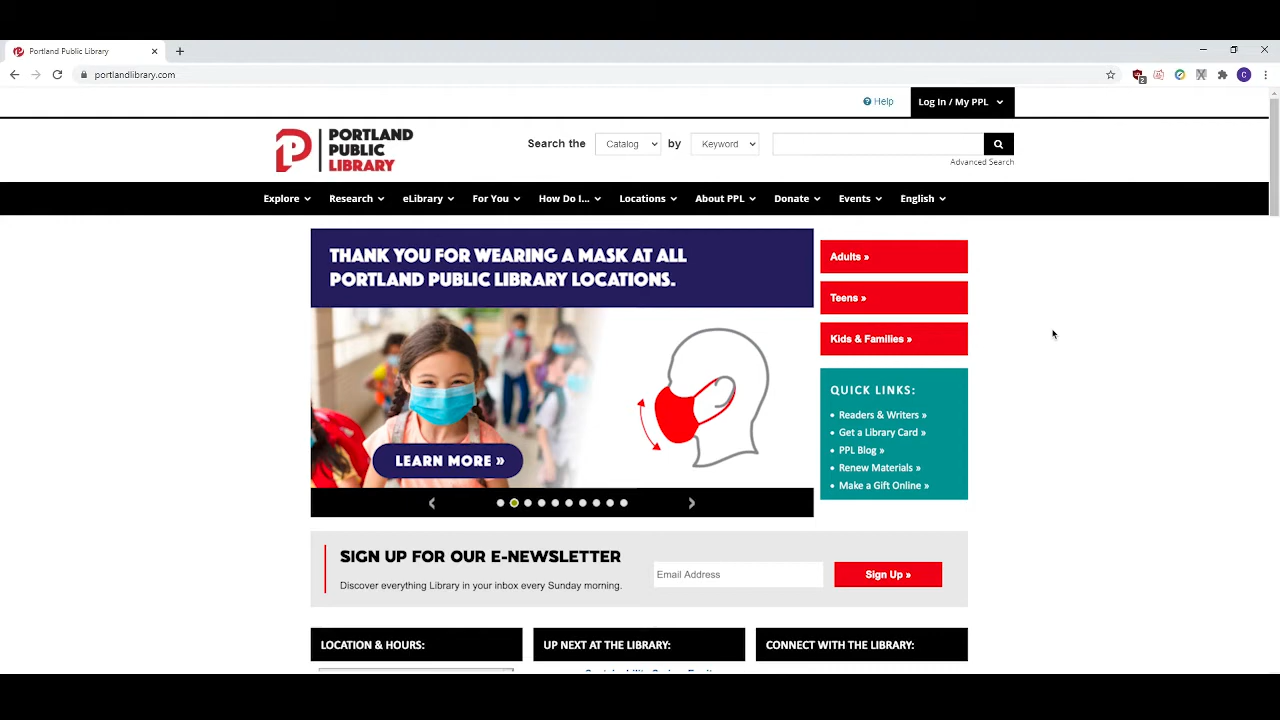 Portland Public Library
portlandlibrary.com
2
C
? Help
Log In / My PPL
PORTLAND
PUBLIC
LIBRARY
Search the
Catalog
by
Keyword
Advanced Search
Explore
Research
eLibrary
For You
How Do I...
Locations
About PPL
Donate
Events
English
THANK YOU FOR WEARING A MASK AT ALL
PORTLAND PUBLIC LIBRARY LOCATIONS.
LEARN MORE »
Adults »
Teens »
Kids & Families »
QUICK LINKS:
• Readers & Writers »
• Get a Library Card »
• PPL Blog »
• Renew Materials »
• Make a Gift Online »
SIGN UP FOR OUR E-NEWSLETTER
Discover everything Library in your inbox every Sunday morning.
Email Address
Sign Up »
LOCATION & HOURS:
UP NEXT AT THE LIBRARY:
CONNECT WITH THE LIBRARY: